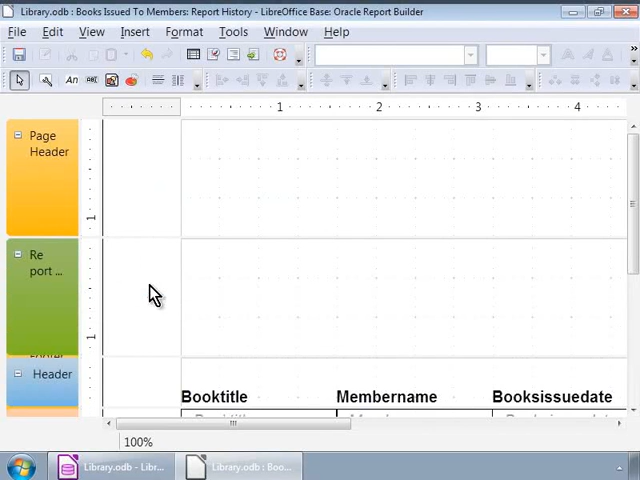 Library.odb : Books Issued To Members: Report History - LibreOffice Base: Oracle Report Builder
File Edit View Insert Format Tools Window Help
1 2 3 4
Page
Header
1
Re
port ...
1
Header
Booktitle Membername Booksissuedate
100%
Library.odb - Libr... Library.odb : Boo...